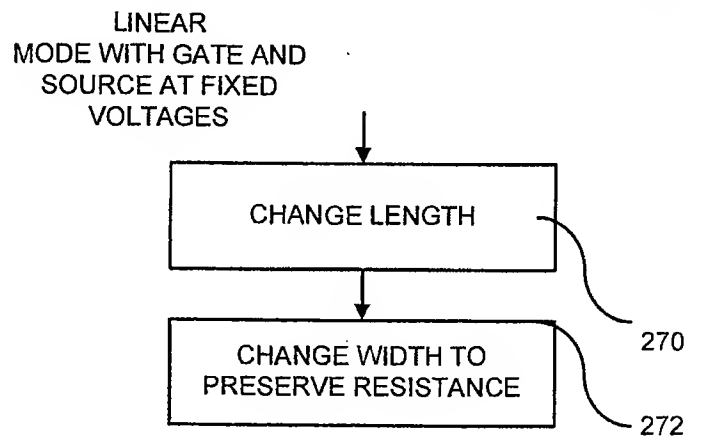 LINEAR
MODE WITH GATE AND
SOURCE AT FIXED
VOLTAGES
CHANGE LENGTH
270
CHANGE WIDTH TO
PRESERVE RESISTANCE
272